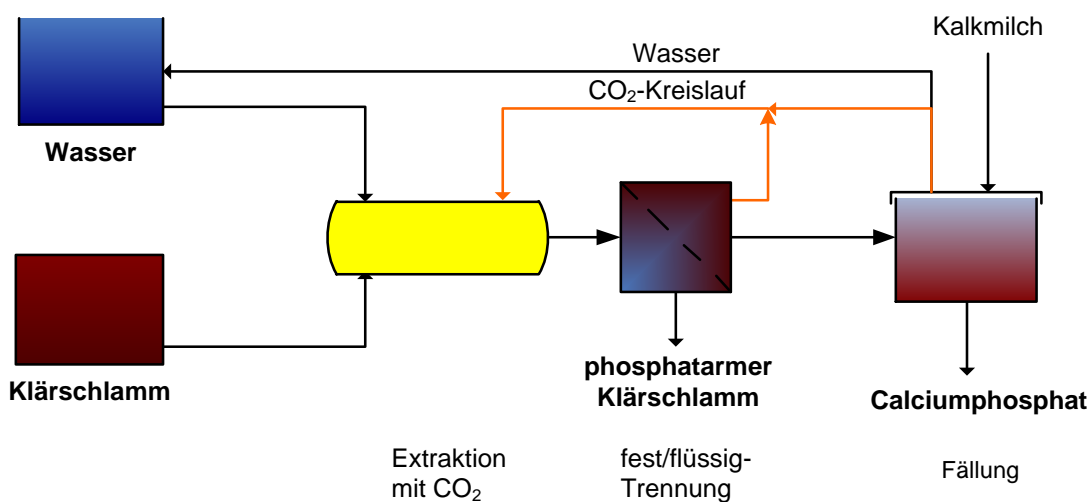 Kalkmilch
Wasser
CO₂-Kreislauf
Wasser
Klärschlamm
phosphatarmer
Klärschlamm
Calciumphosphat
Extraktion
mit CO₂
fest/flüssig-
Trennung
Fällung